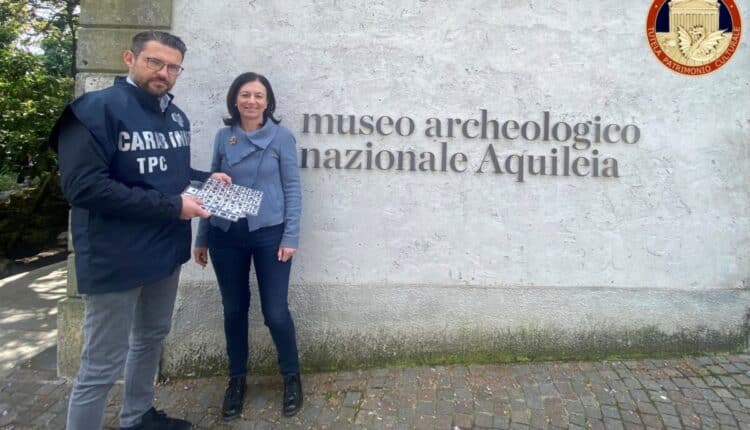 TUTELA PATRIMONIO CULTURALE
CARABINIERI
TPC
museo archeologico
nazionale Aquileia